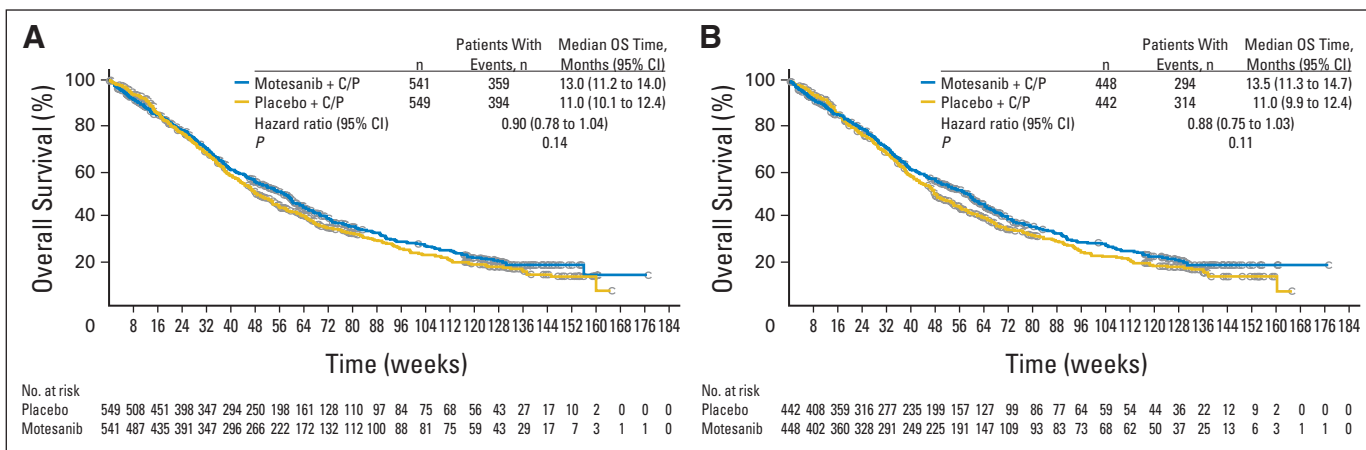 A
Patients With Median OS Time,
n Events, n Months (95% CI)
Motesanib + C/P 541 359 13.0 (11.2 to 14.0)
Placebo + C/P 549 394 11.0 (10.1 to 12.4)
Hazard ratio (95% CI) 0.90 (0.78 to 1.04)
P 0.14
Overall Survival (%)
100
80
60
40
20
0
8 16 24 32 40 48 56 64 72 80 88 96 104 112 120 128 136 144 152 160 168 176 184
Time (weeks)
No. at risk
Placebo 549 508 451 398 347 294 250 198 161 128 110 97 84 75 68 56 43 27 17 10 2 0 0 0
Motesanib 541 487 435 391 347 296 266 222 172 132 112 100 88 81 75 59 43 29 17 7 3 1 1 0
B
Patients With Median OS Time,
n Events, n Months (95% CI)
Motesanib + C/P 448 294 13.5 (11.3 to 14.7)
Placebo + C/P 442 314 11.0 (9.9 to 12.4)
Hazard ratio (95% CI) 0.88 (0.75 to 1.03)
P 0.11
Overall Survival (%)
100
80
60
40
20
0
8 16 24 32 40 48 56 64 72 80 88 96 104 112 120 128 136 144 152 160 168 176 184
Time (weeks)
No. at risk
Placebo 442 408 359 316 277 235 199 157 127 99 86 77 64 59 54 44 36 22 12 9 2 0 0 0
Motesanib 448 402 360 328 291 249 225 191 147 109 93 83 73 68 62 50 37 25 13 6 3 1 1 0